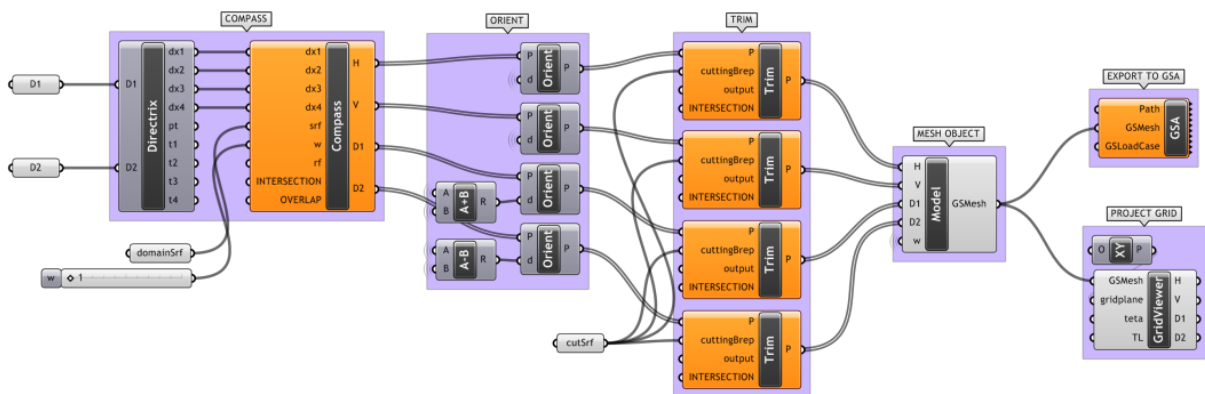 COMPASS
D1
D2
D1
D2
Directrix
dx1
dx2
dx3
dx4
pt
t1
t2
t3
t4
dx1
dx2
dx3
dx4
srf
w
rf
INTERSECTION
OVERLAP
Compass
H
V
D1
D2
domainSrf
w
1
ORIENT
P
d
Orient
P
P
d
Orient
P
A
B
A+B
R
P
d
Orient
P
A
B
A-B
R
P
d
Orient
P
cutSrf
TRIM
P
cuttingBrep
output
INTERSECTION
Trim
P
P
cuttingBrep
output
INTERSECTION
Trim
P
P
cuttingBrep
output
INTERSECTION
Trim
P
P
cuttingBrep
output
INTERSECTION
Trim
P
MESH OBJECT
H
V
D1
D2
w
Model
GSMesh
EXPORT TO GSA
Path
GSMesh
GSLoadCase
GSA
PROJECT GRID
O
XY
P
GSMesh
gridplane
teta
TL
GridViewer
H
V
D1
D2